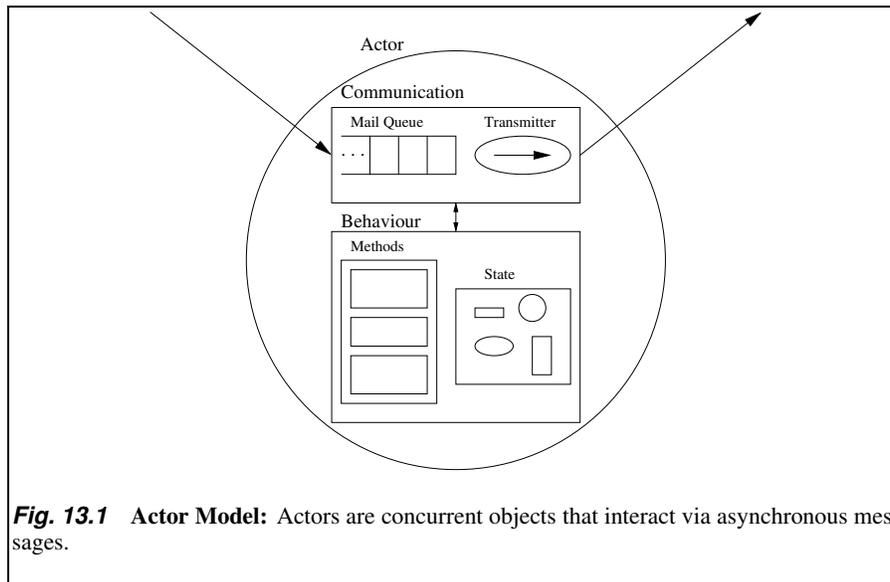 Actor
Communication
Mail Queue
Transmitter
. . .
Behaviour
Methods
State
Fig. 13.1 Actor Model: Actors are concurrent objects that interact via asynchronous mes
sages.